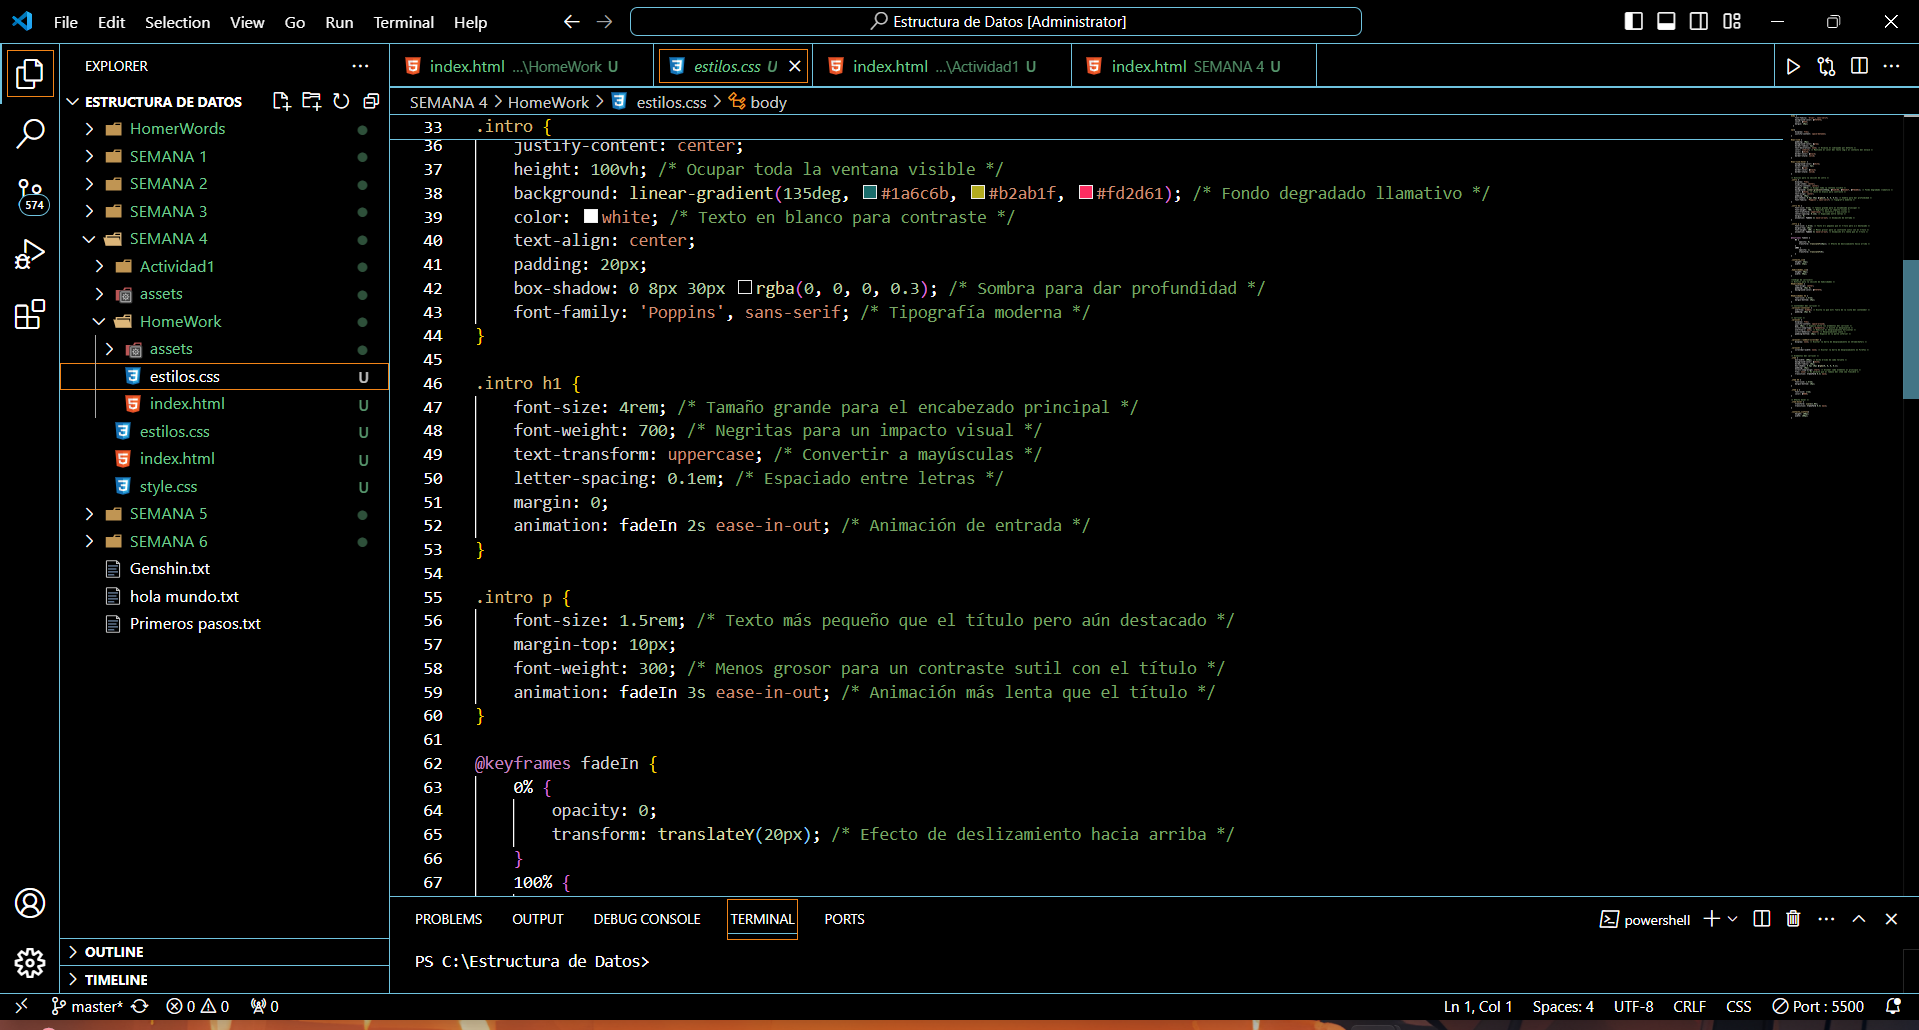 File Edit Selection View Go Run Terminal Help
Estructura de Datos [Administrator]
EXPLORER
ESTRUCTURA DE DATOS
HomerWords
SEMANA 1
SEMANA 2
SEMANA 3
SEMANA 4
Actividad1
assets
HomeWork
assets
estilos.css U
index.html U
estilos.css U
index.html U
style.css U
SEMANA 5
SEMANA 6
Genshin.txt
hola mundo.txt
Primeros pasos.txt
OUTLINE
TIMELINE
574
index.html ...\HomeWork U
estilos.css U
index.html ...\Actividad1 U
index.html SEMANA 4 U
SEMANA 4 > HomeWork > estilos.css > body
33 .intro {
36 justify-content: center;
37 height: 100vh; /* Ocupar toda la ventana visible */
38 background: linear-gradient(135deg, #1a6c6b, #b2ab1f, #fd2d61); /* Fondo degradado llamativo */
39 color: white; /* Texto en blanco para contraste */
40 text-align: center;
41 padding: 20px;
42 box-shadow: 0 8px 30px rgba(0, 0, 0, 0.3); /* Sombra para dar profundidad */
43 font-family: 'Poppins', sans-serif; /* Tipografía moderna */
44 }
45
46 .intro h1 {
47 font-size: 4rem; /* Tamaño grande para el encabezado principal */
48 font-weight: 700; /* Negritas para un impacto visual */
49 text-transform: uppercase; /* Convertir a mayúsculas */
50 letter-spacing: 0.1em; /* Espaciado entre letras */
51 margin: 0;
52 animation: fadeIn 2s ease-in-out; /* Animación de entrada */
53 }
54
55 .intro p {
56 font-size: 1.5rem; /* Texto más pequeño que el título pero aún destacado */
57 margin-top: 10px;
58 font-weight: 300; /* Menos grosor para un contraste sutil con el título */
59 animation: fadeIn 3s ease-in-out; /* Animación más lenta que el título */
60 }
61
62 @keyframes fadeIn {
63 0% {
64 opacity: 0;
65 transform: translateY(20px); /* Efecto de deslizamiento hacia arriba */
66 }
67 100% {
PROBLEMS OUTPUT DEBUG CONSOLE TERMINAL PORTS
powershell
PS C:\Estructura de Datos>
master* 0 0 0
Ln 1, Col 1 Spaces: 4 UTF-8 CRLF CSS Port : 5500